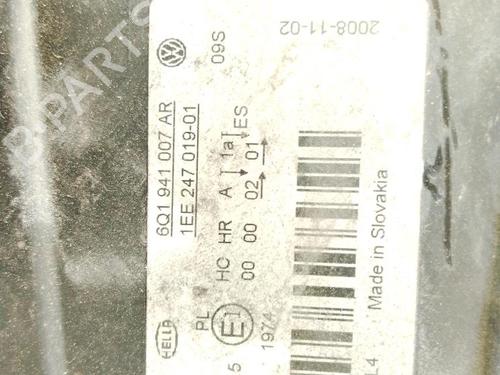 6Q1 941 007 AR
1EE 247 019-01
HELLA
PL HC HR A 1a ES
00 00 02 01
E1
1974
5
09S
2008-11-02
Made in Slovakia
L4
B-PARTS